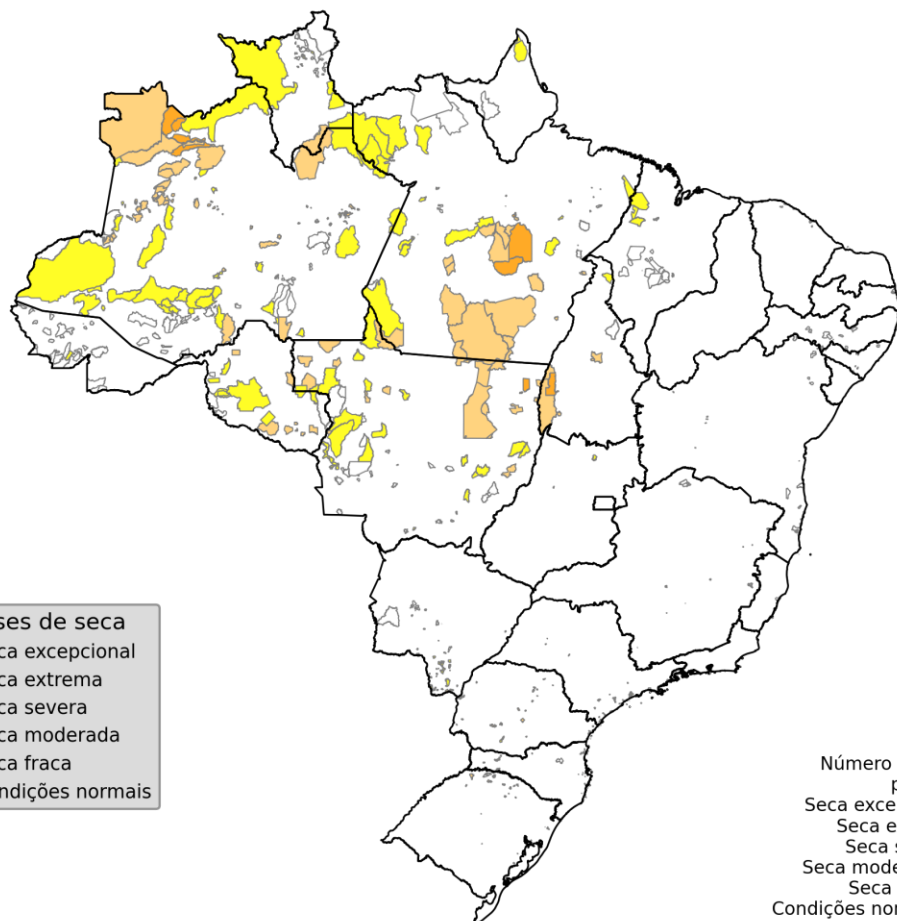 ses de seca
ca excepcional
ca extrema
ca severa
ca moderada
ca fraca
ndições normais
Número
p
Seca exce
Seca e
Seca s
Seca mode
Seca
Condições nor